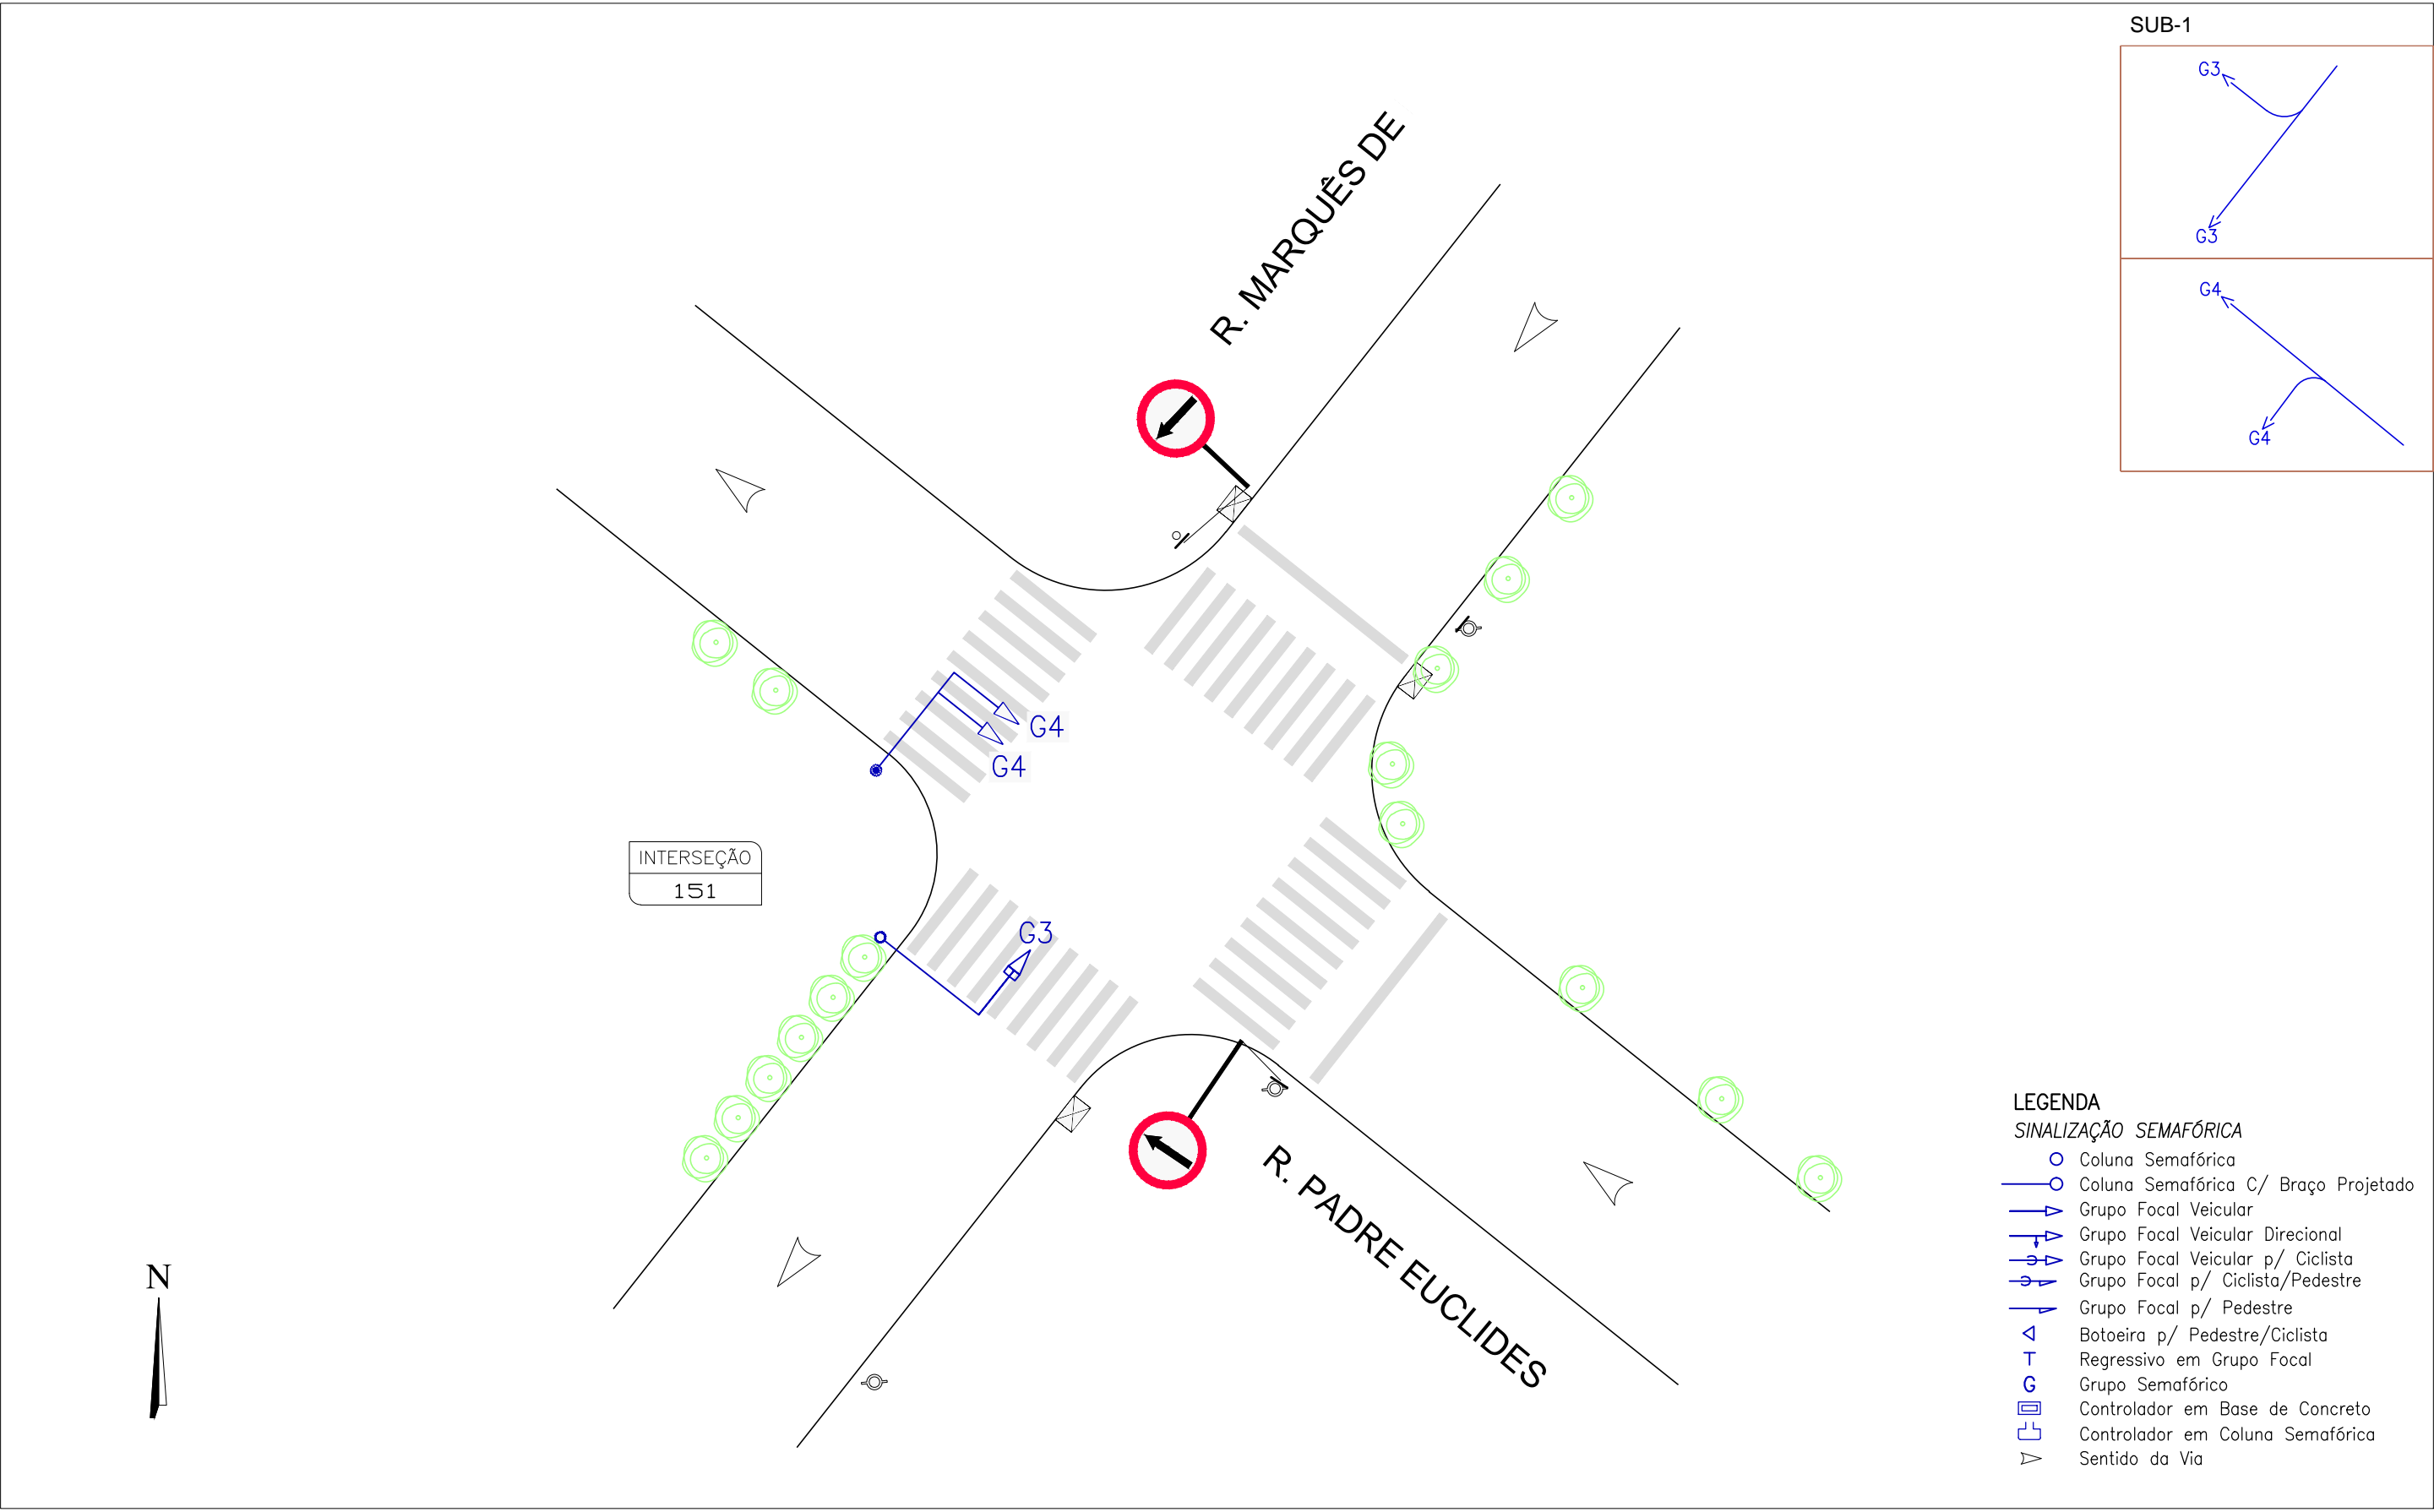 SUB-1
G3
G3
G4
G4
R. MARQUÊS DE
G4
G4
INTERSEÇÃO
151
G3
R. PADRE EUCLIDES
N
LEGENDA
SINALIZAÇÃO SEMAFÓRICA
Coluna Semafórica
Coluna Semafórica C/ Braço Projetado
Grupo Focal Veicular
Grupo Focal Veicular Direcional
Grupo Focal Veicular p/ Ciclista
Grupo Focal p/ Ciclista/Pedestre
Grupo Focal p/ Pedestre
Botoeira p/ Pedestre/Ciclista
T Regressivo em Grupo Focal
G Grupo Semafórico
Controlador em Base de Concreto
Controlador em Coluna Semafórica
Sentido da Via